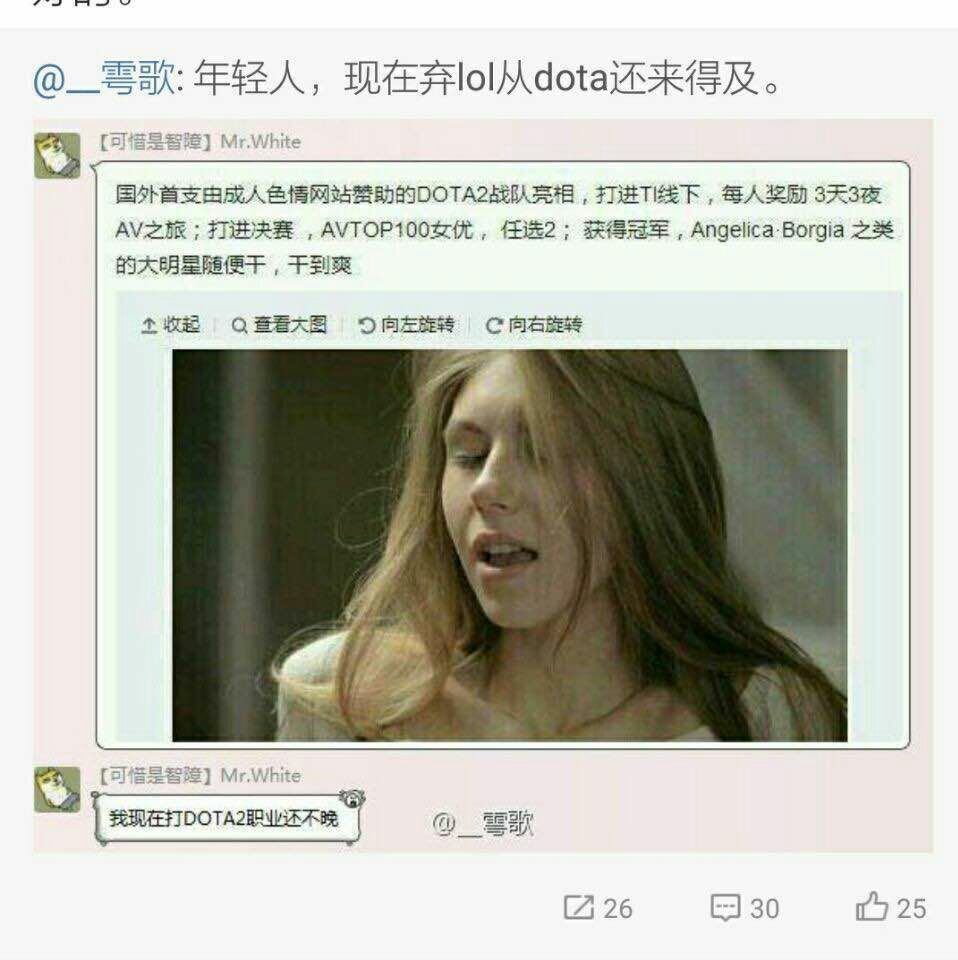 @__雩歌: 年轻人，现在弃lol从dota还来得及。
【可惜是智障】Mr.White
国外首支由成人色情网站赞助的DOTA2战队亮相，打进TI线下，每人奖励 3天3夜
AV之旅；打进决赛 ，AVTOP100女优， 任选2； 获得冠军，Angelica·Borgia 之类
的大明星随便干，干到爽
收起 查看大图 向左旋转 向右旋转
【可惜是智障】Mr.White
我现在打DOTA2职业还不晚
@__雩歌
26 30 25